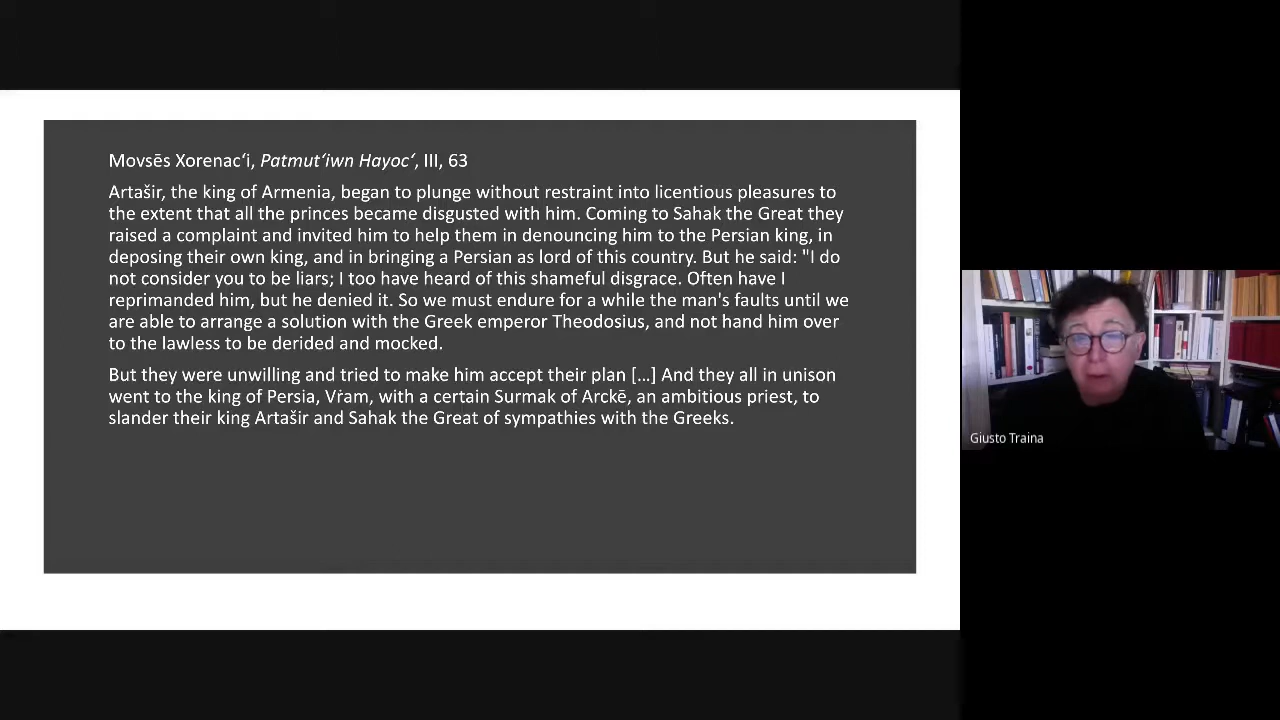 Movsēs Xorenac‘i, Patmut‘iwn Hayoc‘, III, 63
Artašir, the king of Armenia, began to plunge without restraint into licentious pleasures to
the extent that all the princes became disgusted with him. Coming to Sahak the Great they
raised a complaint and invited him to help them in denouncing him to the Persian king, in
deposing their own king, and in bringing a Persian as lord of this country. But he said: "I do
not consider you to be liars; I too have heard of this shameful disgrace. Often have I
reprimanded him, but he denied it. So we must endure for a while the man's faults until we
are able to arrange a solution with the Greek emperor Theodosius, and not hand him over
to the lawless to be derided and mocked.
But they were unwilling and tried to make him accept their plan […] And they all in unison
went to the king of Persia, Vṙam, with a certain Surmak of Arckē, an ambitious priest, to
slander their king Artašir and Sahak the Great of sympathies with the Greeks.
Giusto Traina